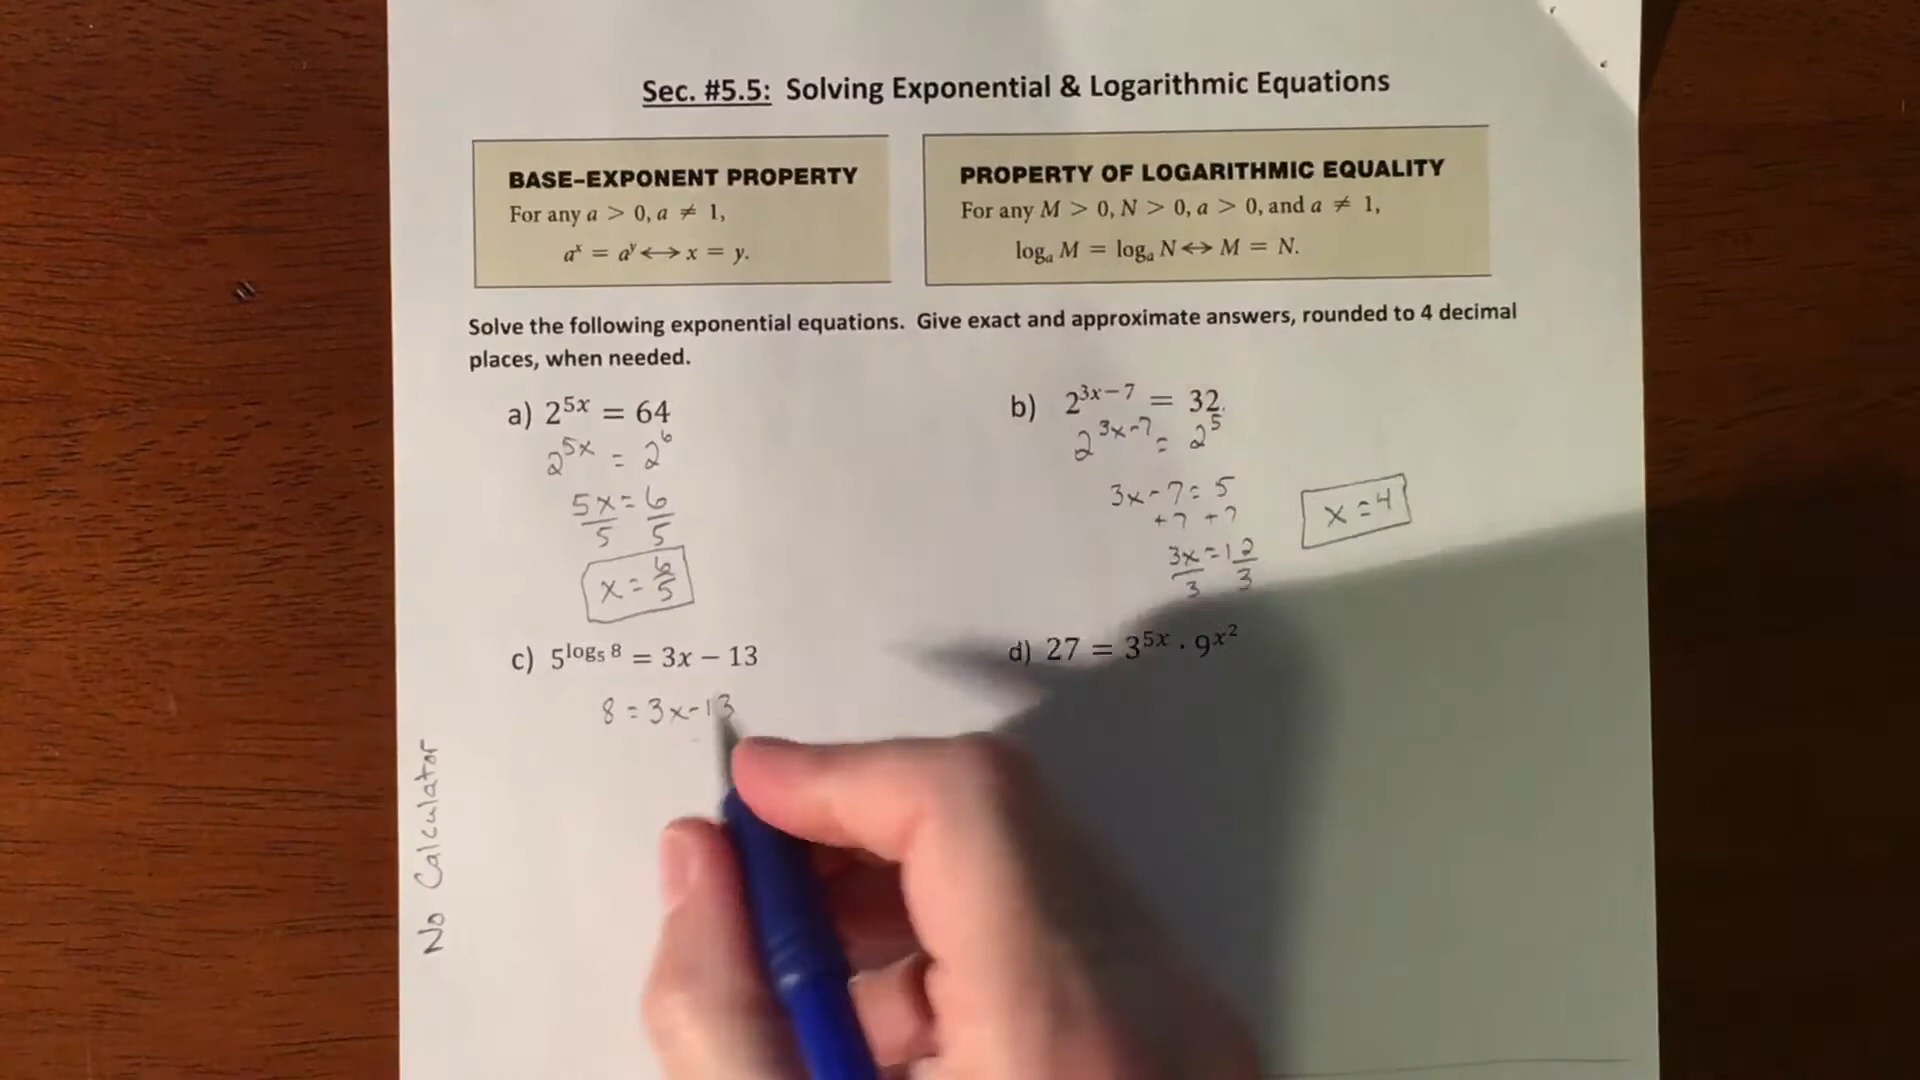 Sec. #5.5: Solving Exponential & Logarithmic Equations
BASE-EXPONENT PROPERTY
For any a > 0, a ≠ 1,
aˣ = aʸ ⟷ x = y.
PROPERTY OF LOGARITHMIC EQUALITY
For any M > 0, N > 0, a > 0, and a ≠ 1,
logₐ M = logₐ N ⟷ M = N.
Solve the following exponential equations. Give exact and approximate answers, rounded to 4 decimal
places, when needed.
a) 2^{5x} = 64
2^{5x} = 2^6
5x = 6
5 5
x = 6/5
b) 2^{3x-7} = 32
2^{3x-7} = 2^5
3x - 7 = 5
+7 +7
3x = 12
3 3
x = 4
c) 5^{log₅ 8} = 3x − 13
8 = 3x - 13
d) 27 = 3^{5x} · 9^{x²}
No Calculator